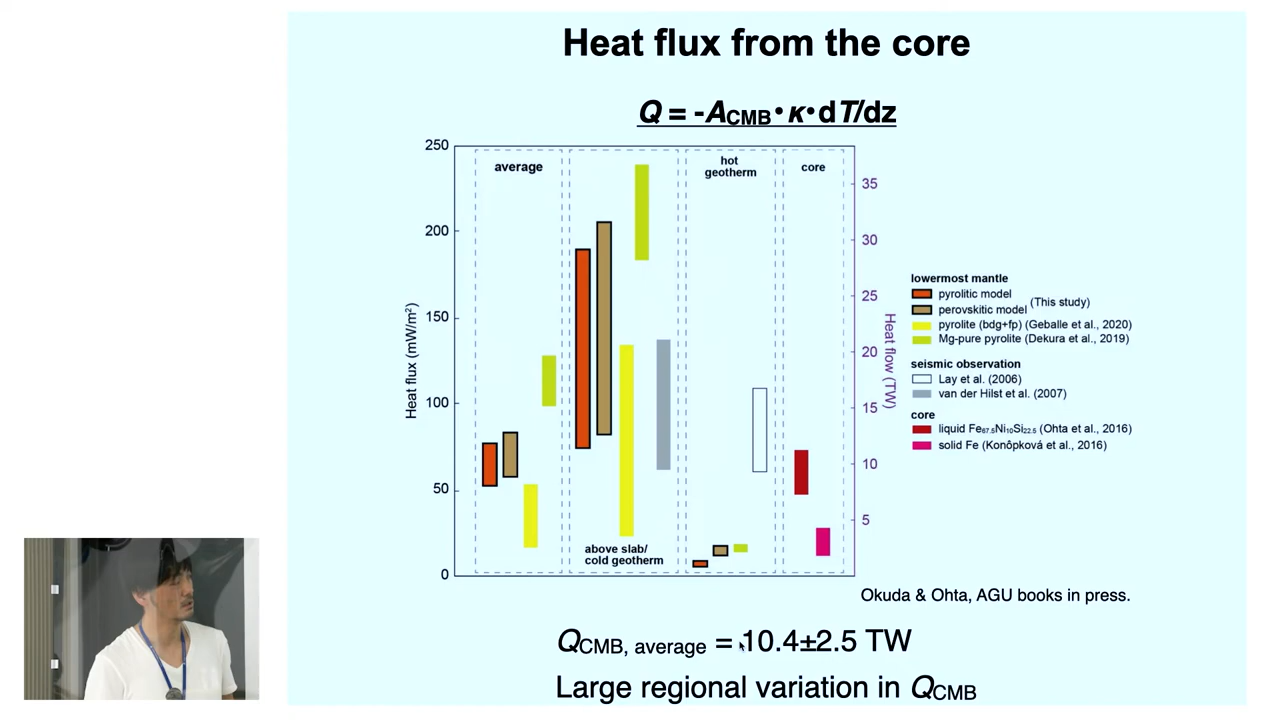 Heat flux from the core
Q = -ACMB•κ•dT/dz
250
200
150
100
50
0
Heat flux (mW/m²)
average
above slab/
cold geotherm
hot
geotherm
core
35
30
25
20
15
10
5
Heat flow (TW)
lowermost mantle
pyrolitic model
perovskitic model (This study)
pyrolite (bdg+fp) (Geballe et al., 2020)
Mg-pure pyrolite (Dekura et al., 2019)
seismic observation
Lay et al. (2006)
van der Hilst et al. (2007)
core
liquid Fe67.5Ni10Si22.5 (Ohta et al., 2016)
solid Fe (Konôpková et al., 2016)
Okuda & Ohta, AGU books in press.
QCMB, average = 10.4±2.5 TW
Large regional variation in QCMB